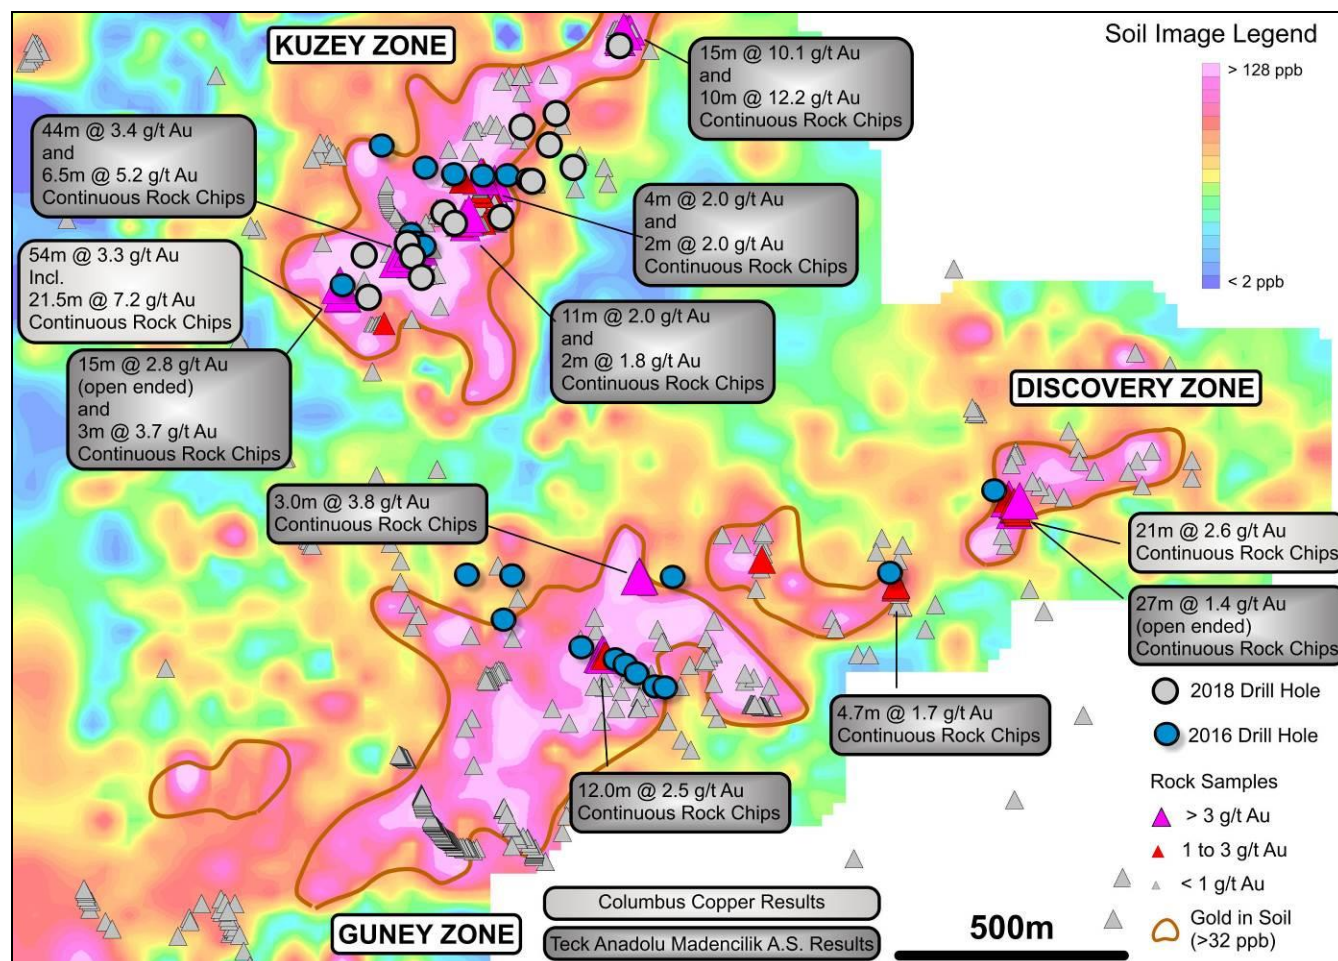 KUZEY ZONE
Soil Image Legend
> 128 ppb
< 2 ppb
15m @ 10.1 g/t Au
and
10m @ 12.2 g/t Au
Continuous Rock Chips
44m @ 3.4 g/t Au
and
6.5m @ 5.2 g/t Au
Continuous Rock Chips
4m @ 2.0 g/t Au
and
2m @ 2.0 g/t Au
Continuous Rock Chips
54m @ 3.3 g/t Au
Incl.
21.5m @ 7.2 g/t Au
Continuous Rock Chips
11m @ 2.0 g/t Au
and
2m @ 1.8 g/t Au
Continuous Rock Chips
15m @ 2.8 g/t Au
(open ended)
and
3m @ 3.7 g/t Au
Continuous Rock Chips
DISCOVERY ZONE
3.0m @ 3.8 g/t Au
Continuous Rock Chips
21m @ 2.6 g/t Au
Continuous Rock Chips
27m @ 1.4 g/t Au
(open ended)
Continuous Rock Chips
4.7m @ 1.7 g/t Au
Continuous Rock Chips
12.0m @ 2.5 g/t Au
Continuous Rock Chips
2018 Drill Hole
2016 Drill Hole
Rock Samples
> 3 g/t Au
1 to 3 g/t Au
< 1 g/t Au
Gold in Soil
(>32 ppb)
GUNEY ZONE
Columbus Copper Results
Teck Anadolu Madencilik A.S. Results
500m